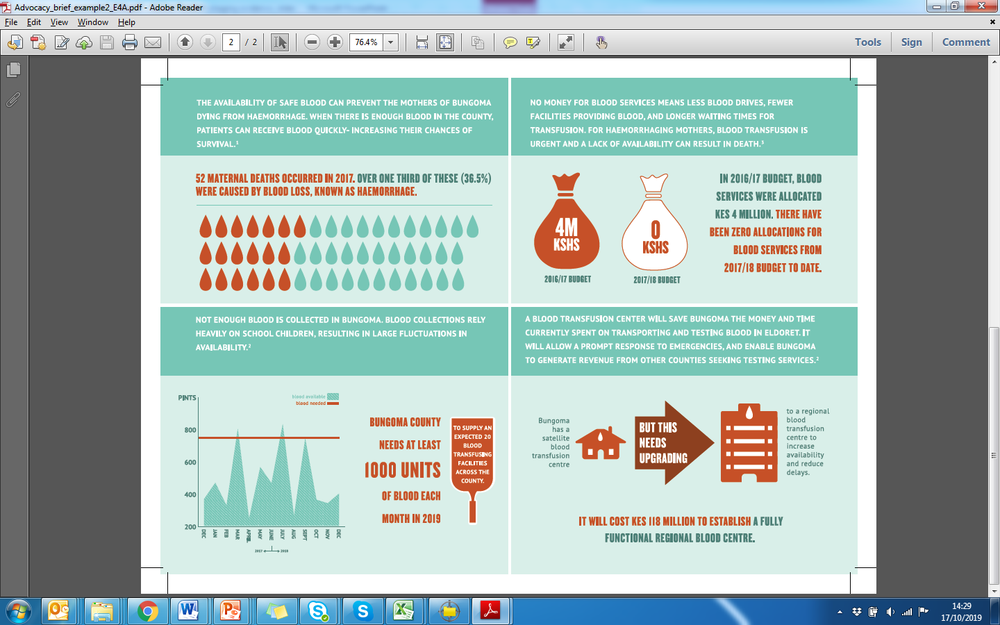 Advocacy_brief_example2_E4A.pdf - Adobe Reader
File Edit View Window Help
2 / 2 76.4% Tools Sign Comment
THE AVAILABILITY OF SAFE BLOOD CAN PREVENT THE MOTHERS OF BUNGOMA
DYING FROM HAEMORRHAGE. WHEN THERE IS ENOUGH BLOOD IN THE COUNTY,
PATIENTS CAN RECEIVE BLOOD QUICKLY- INCREASING THEIR CHANCES OF
SURVIVAL.¹
52 MATERNAL DEATHS OCCURRED IN 2017. OVER ONE THIRD OF THESE (36.5%)
WERE CAUSED BY BLOOD LOSS, KNOWN AS HAEMORRHAGE.
NO MONEY FOR BLOOD SERVICES MEANS LESS BLOOD DRIVES, FEWER
FACILITIES PROVIDING BLOOD, AND LONGER WAITING TIMES FOR
TRANSFUSION. FOR HAEMORRHAGING MOTHERS, BLOOD TRANSFUSION IS
URGENT AND A LACK OF AVAILABILITY CAN RESULT IN DEATH.³
4M
KSHS
2016/17 BUDGET
0
KSHS
2017/18 BUDGET
IN 2016/17 BUDGET, BLOOD
SERVICES WERE ALLOCATED
KES 4 MILLION. THERE HAVE
BEEN ZERO ALLOCATIONS FOR
BLOOD SERVICES FROM
2017/18 BUDGET TO DATE.
NOT ENOUGH BLOOD IS COLLECTED IN BUNGOMA. BLOOD COLLECTIONS RELY
HEAVILY ON SCHOOL CHILDREN, RESULTING IN LARGE FLUCTUATIONS IN
AVAILABILITY.²
PINTS
blood available
blood needed
800
600
400
200
DEC JAN FEB MAR APRIL MAY JUNE JULY AUG SEPT OCT NOV DEC
2017 2018
BUNGOMA COUNTY
NEEDS AT LEAST
1000 UNITS
OF BLOOD EACH
MONTH IN 2019
TO SUPPLY AN
EXPECTED 20
BLOOD
TRANSFUSING
FACILITIES
ACROSS THE
COUNTY.
A BLOOD TRANSFUSION CENTER WILL SAVE BUNGOMA THE MONEY AND TIME
CURRENTLY SPENT ON TRANSPORTING AND TESTING BLOOD IN ELDORET. IT
WILL ALLOW A PROMPT RESPONSE TO EMERGENCIES, AND ENABLE BUNGOMA
TO GENERATE REVENUE FROM OTHER COUNTIES SEEKING TESTING SERVICES.²
Bungoma
has a
satellite
blood
transfusion
centre
BUT THIS
NEEDS
UPGRADING
to a regional
blood
transfusion
centre to
increase
availability
and reduce
delays.
IT WILL COST KES 118 MILLION TO ESTABLISH A FULLY
FUNCTIONAL REGIONAL BLOOD CENTRE.
14:29
17/10/2019